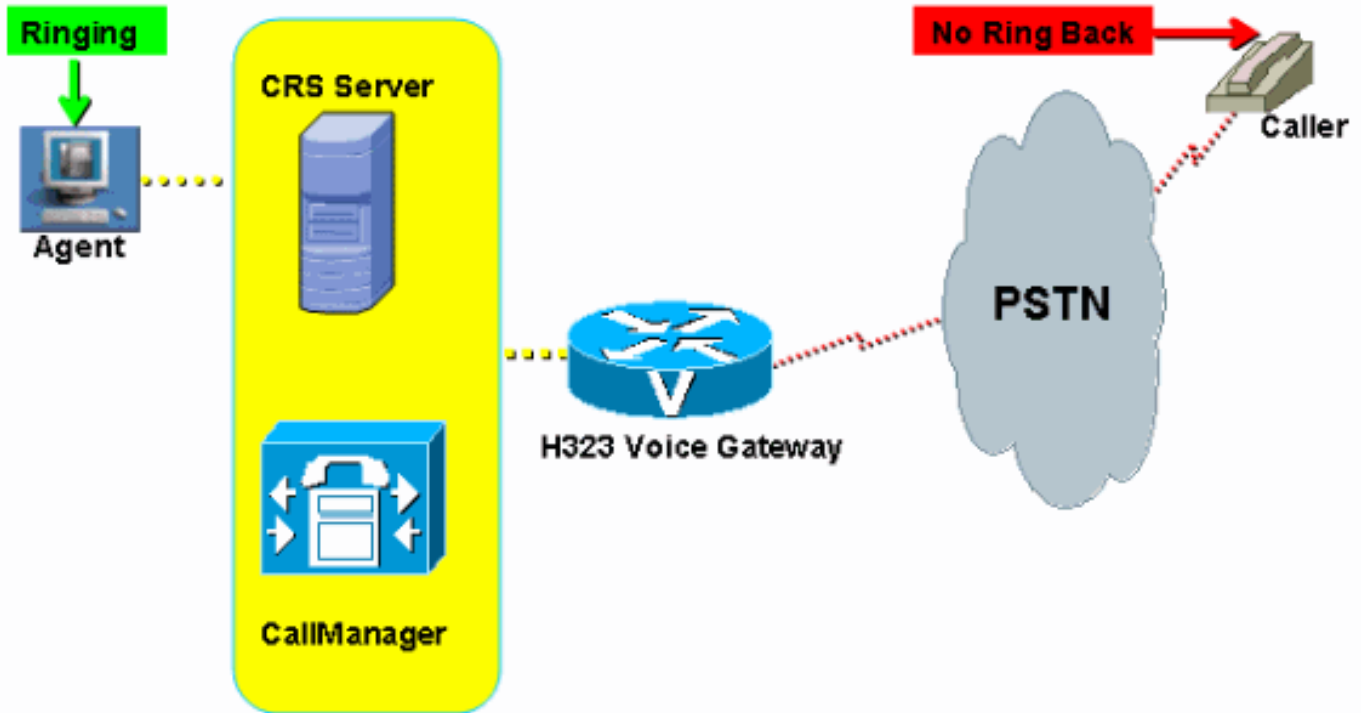 Ringing
No Ring Back
CRS Server
Caller
Agent
PSTN
V
H323 Voice Gateway
CallManager